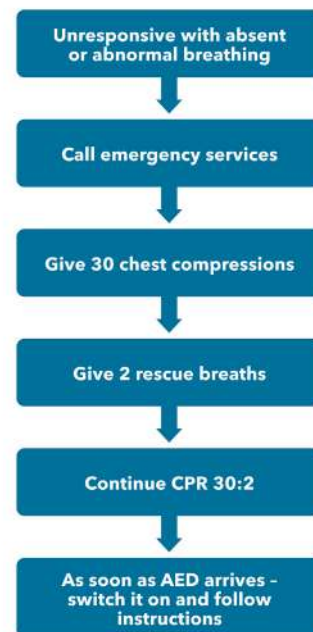 Unresponsive with absent
or abnormal breathing
Call emergency services
Give 30 chest compressions
Give 2 rescue breaths
Continue CPR 30:2
As soon as AED arrives –
switch it on and follow
instructions